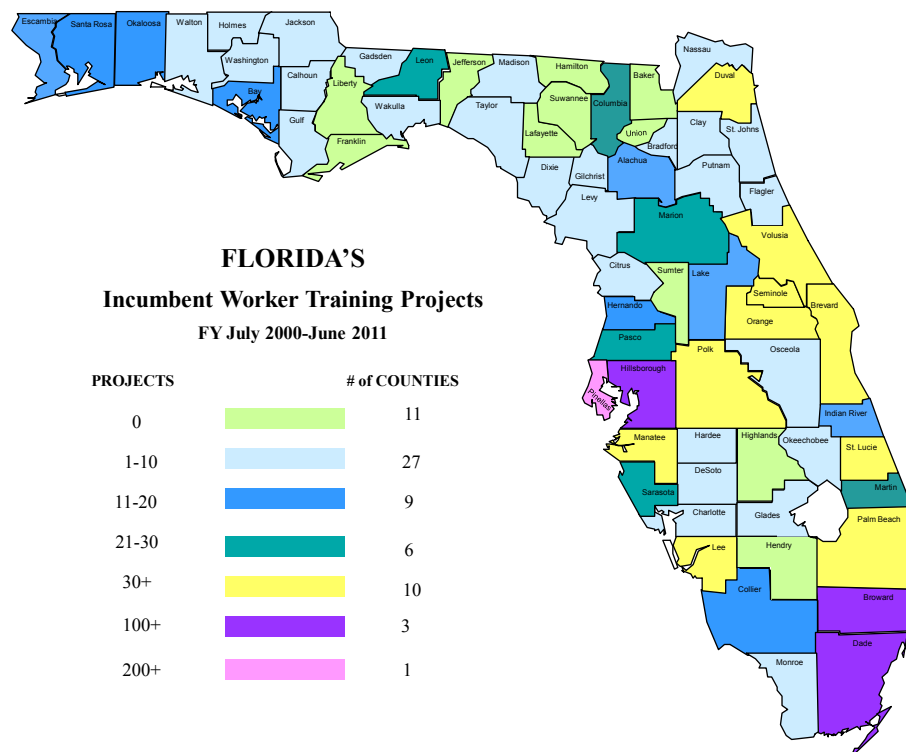 Escambia
Santa Rosa
Okaloosa
Walton
Holmes
Jackson
Washington
Bay
Calhoun
Gulf
Liberty
Franklin
Gadsden
Leon
Wakulla
Jefferson
Madison
Taylor
Hamilton
Suwannee
Lafayette
Columbia
Baker
Union
Bradford
Nassau
Duval
Clay
St. Johns
Dixie
Gilchrist
Alachua
Putnam
Flagler
Levy
Marion
Volusia
Citrus
Sumter
Lake
Seminole
Brevard
Orange
Hernando
Pasco
Polk
Osceola
Hillsborough
Pinellas
Indian River
Manatee
Hardee
Highlands
Okeechobee
St. Lucie
DeSoto
Sarasota
Martin
Charlotte
Glades
Palm Beach
Lee
Hendry
Collier
Broward
Dade
Monroe
FLORIDA'S
Incumbent Worker Training Projects
FY July 2000-June 2011
PROJECTS # of COUNTIES
0 11
1-10 27
11-20 9
21-30 6
30+ 10
100+ 3
200+ 1